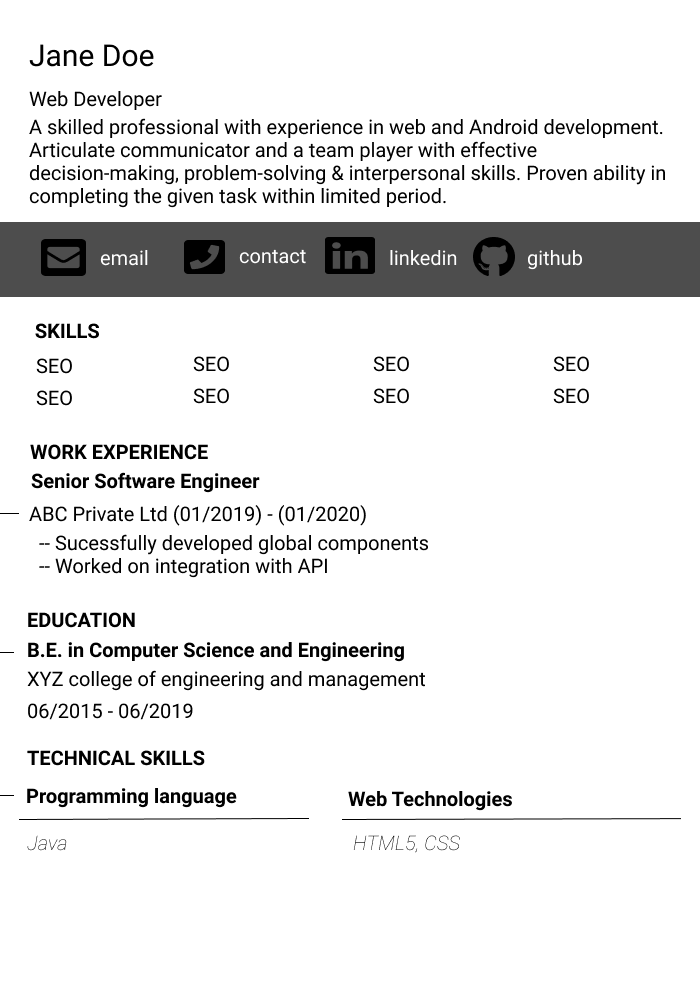 Jane Doe
Web Developer
A skilled professional with experience in web and Android development.
Articulate communicator and a team player with effective
decision-making, problem-solving & interpersonal skills. Proven ability in
completing the given task within limited period.
email contact linkedin github
SKILLS
SEO SEO SEO SEO
SEO SEO SEO SEO
WORK EXPERIENCE
Senior Software Engineer
ABC Private Ltd (01/2019) - (01/2020)
-- Sucessfully developed global components
-- Worked on integration with API
EDUCATION
B.E. in Computer Science and Engineering
XYZ college of engineering and management
06/2015 - 06/2019
TECHNICAL SKILLS
Programming language Web Technologies
Java HTML5, CSS